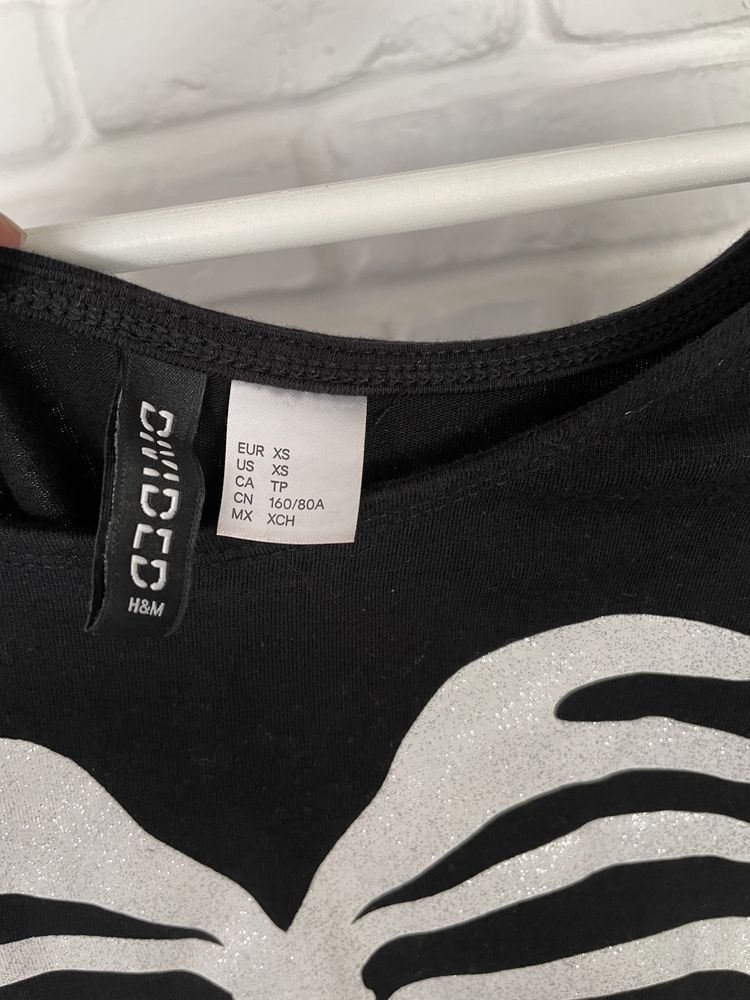 DIVIDED
H&M
EUR XS
US XS
CA TP
CN 160/80A
MX XCH